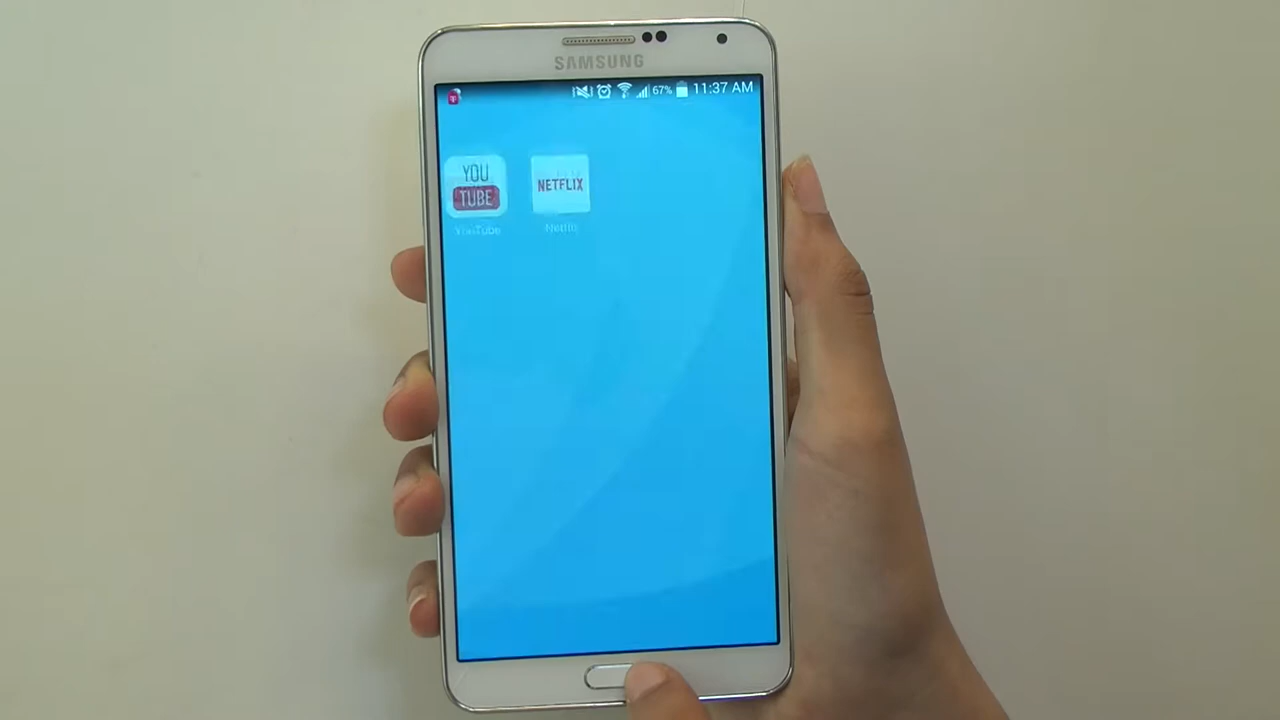 SAMSUNG
67% 11:37 AM
YOU
TUBE
NETFLIX
YouTube
Netflix